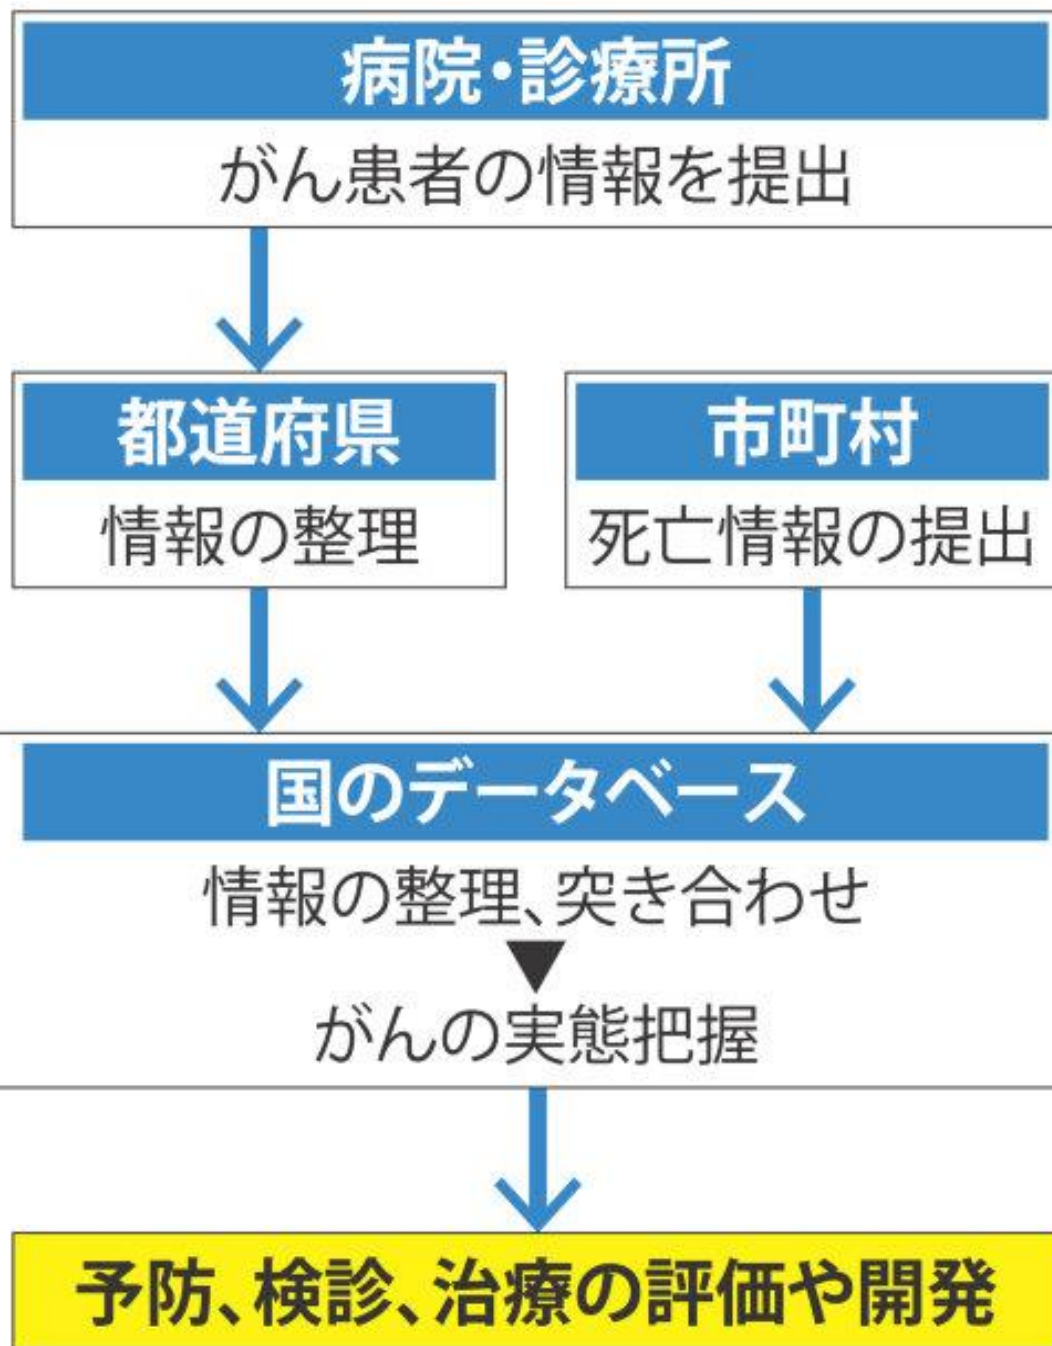 病院・診療所
がん患者の情報を提出
都道府県
情報の整理
市町村
死亡情報の提出
国のデータベース
情報の整理、突き合わせ
▼
がんの実態把握
予防、検診、治療の評価や開発